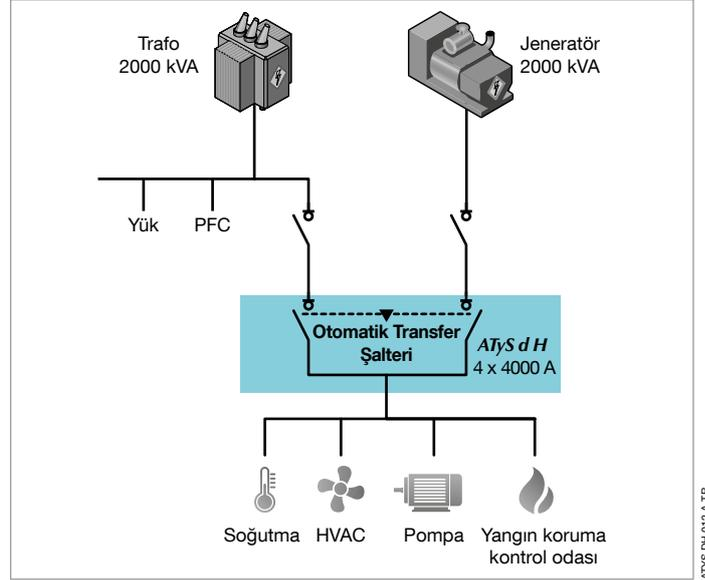 Trafo
2000 kVA
Jeneratör
2000 kVA
Yük
PFC
Otomatik Transfer
Şalteri
ATyS d H
4 x 4000 A
Soğutma
HVAC
Pompa
Yangın koruma
kontrol odası